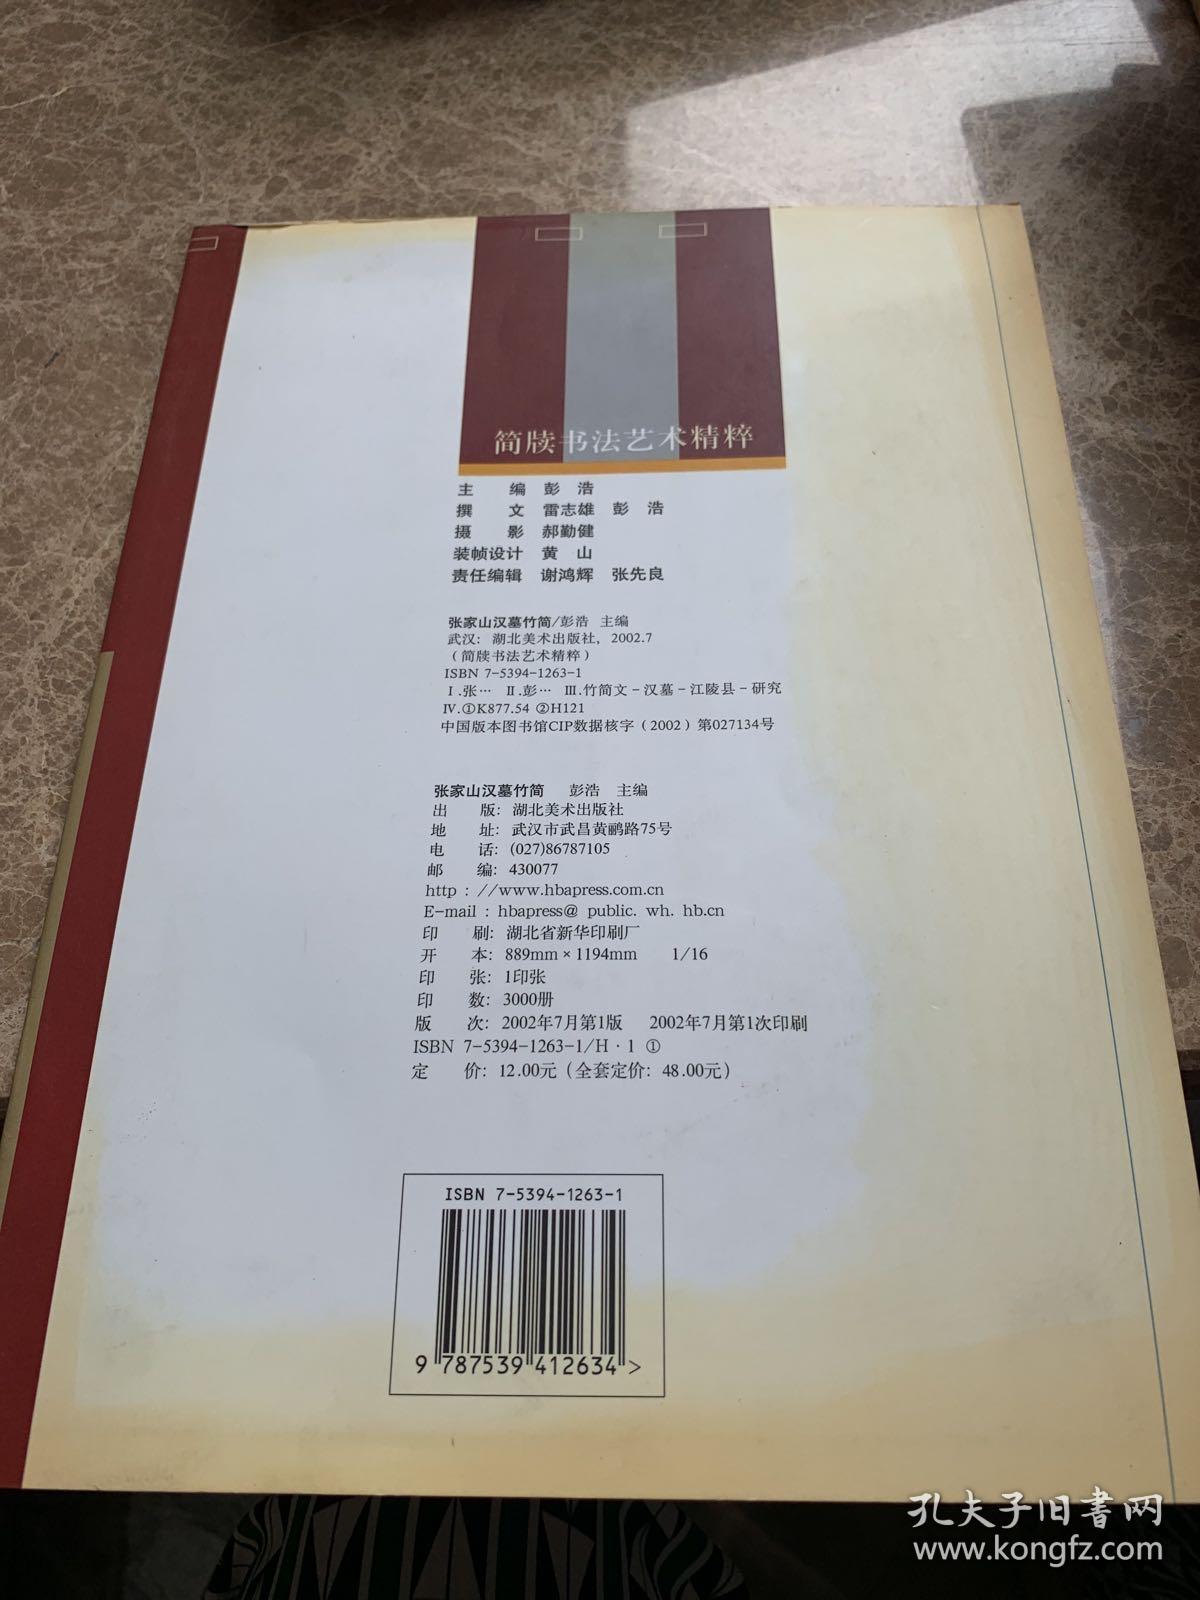 简牍书法艺术精粹
主 编 彭 浩
撰 文 雷志雄 彭 浩
摄 影 郝勤健
装帧设计 黄 山
责任编辑 谢鸿辉 张先良
张家山汉墓竹简/彭浩 主编
武汉:湖北美术出版社,2002.7
(简牍书法艺术精粹)
ISBN 7-5394-1263-1
Ⅰ.张… Ⅱ.彭… Ⅲ.竹简文-汉墓-江陵县-研究
Ⅳ.①K877.54 ②H121
中国版本图书馆CIP数据核字(2002)第027134号
张家山汉墓竹简 彭浩 主编
出 版:湖北美术出版社
地 址:武汉市武昌黄鹂路75号
电 话:(027)86787105
邮 编:430077
http : //www.hbapress.com.cn
E-mail : hbapress@ public. wh. hb.cn
印 刷:湖北省新华印刷厂
开 本:889mm×1194mm 1/16
印 张:1印张
印 数:3000册
版 次:2002年7月第1版 2002年7月第1次印刷
ISBN 7-5394-1263-1/H·1 ①
定 价:12.00元(全套定价:48.00元)
ISBN 7-5394-1263-1
9 787539 412634 >
孔夫子旧书网
www.kongfz.com